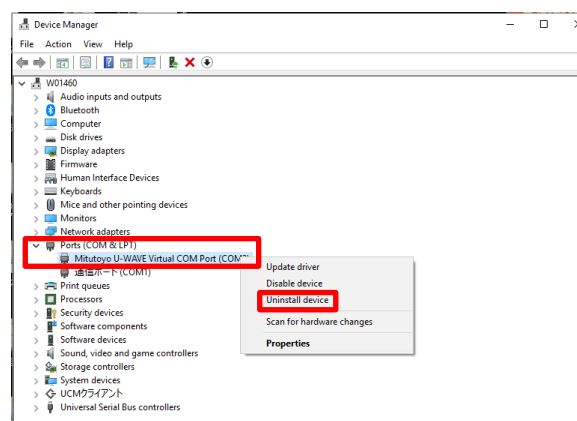 Device Manager
File Action View Help
W01460
Audio inputs and outputs
Bluetooth
Computer
Disk drives
Display adapters
Firmware
Human Interface Devices
Keyboards
Mice and other pointing devices
Monitors
Network adapters
Ports (COM & LPT)
Mitutoyo U-WAVE Virtual COM Port
通信ポート (COM1)
Print queues
Processors
Security devices
Software components
Software devices
Sound, video and game controllers
Storage controllers
System devices
UCMクライアント
Universal Serial Bus controllers
Update driver
Disable device
Uninstall device
Scan for hardware changes
Properties